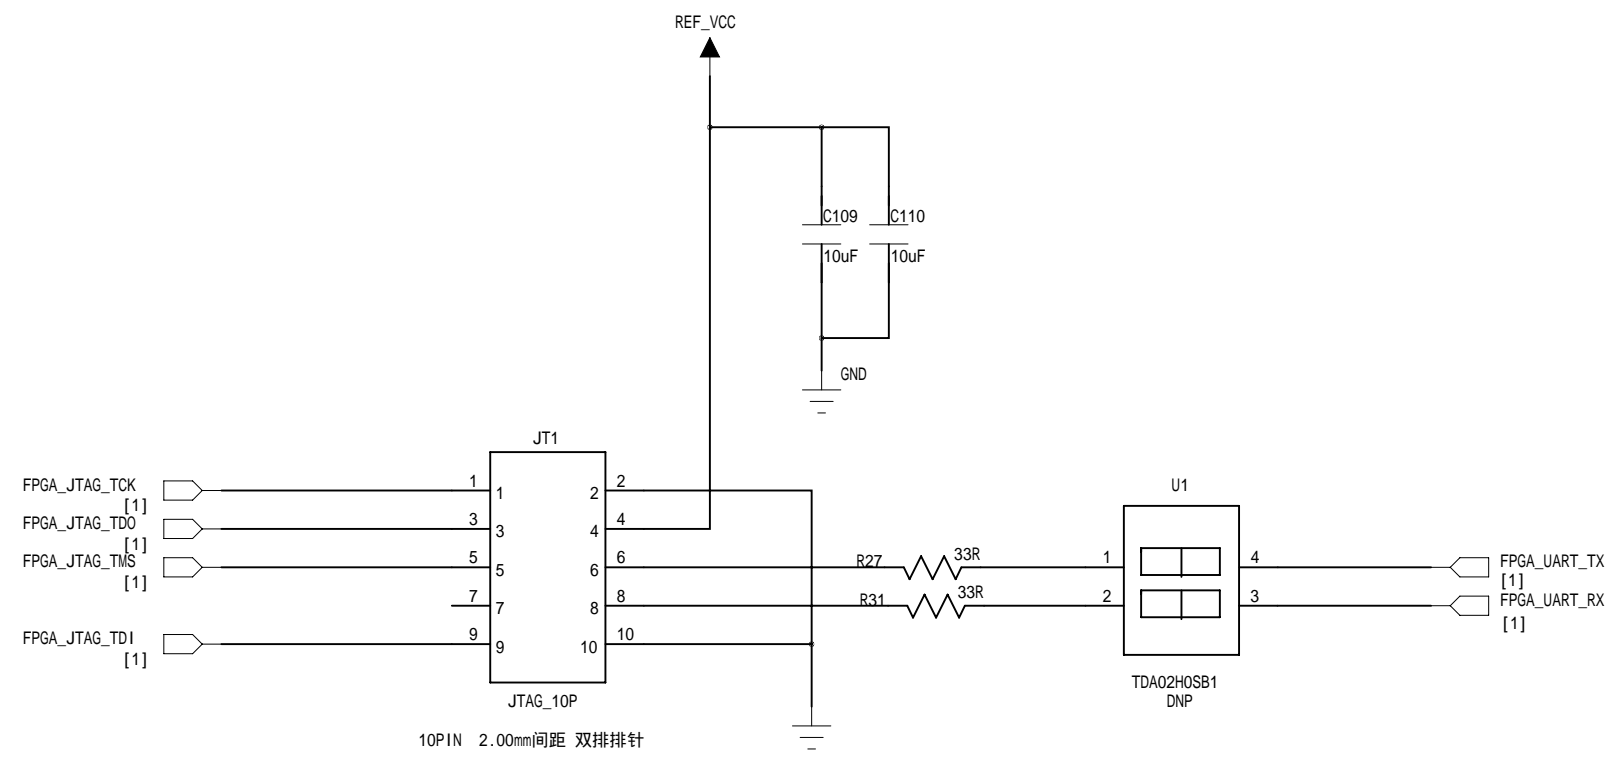 REF_VCC
C109
C110
10uF
10uF
GND
JT1
FPGA_JTAG_TCK
[1]
1
1
2
2
FPGA_JTAG_TDO
[1]
3
3
4
4
FPGA_JTAG_TMS
[1]
5
5
6
6
7
7
8
8
FPGA_JTAG_TDI
[1]
9
9
10
10
JTAG_10P
10PIN 2.00mm间距 双排排针
R27
33R
R31
33R
U1
1
4
2
3
FPGA_UART_TX
[1]
FPGA_UART_RX
[1]
TDA02H0SB1
DNP